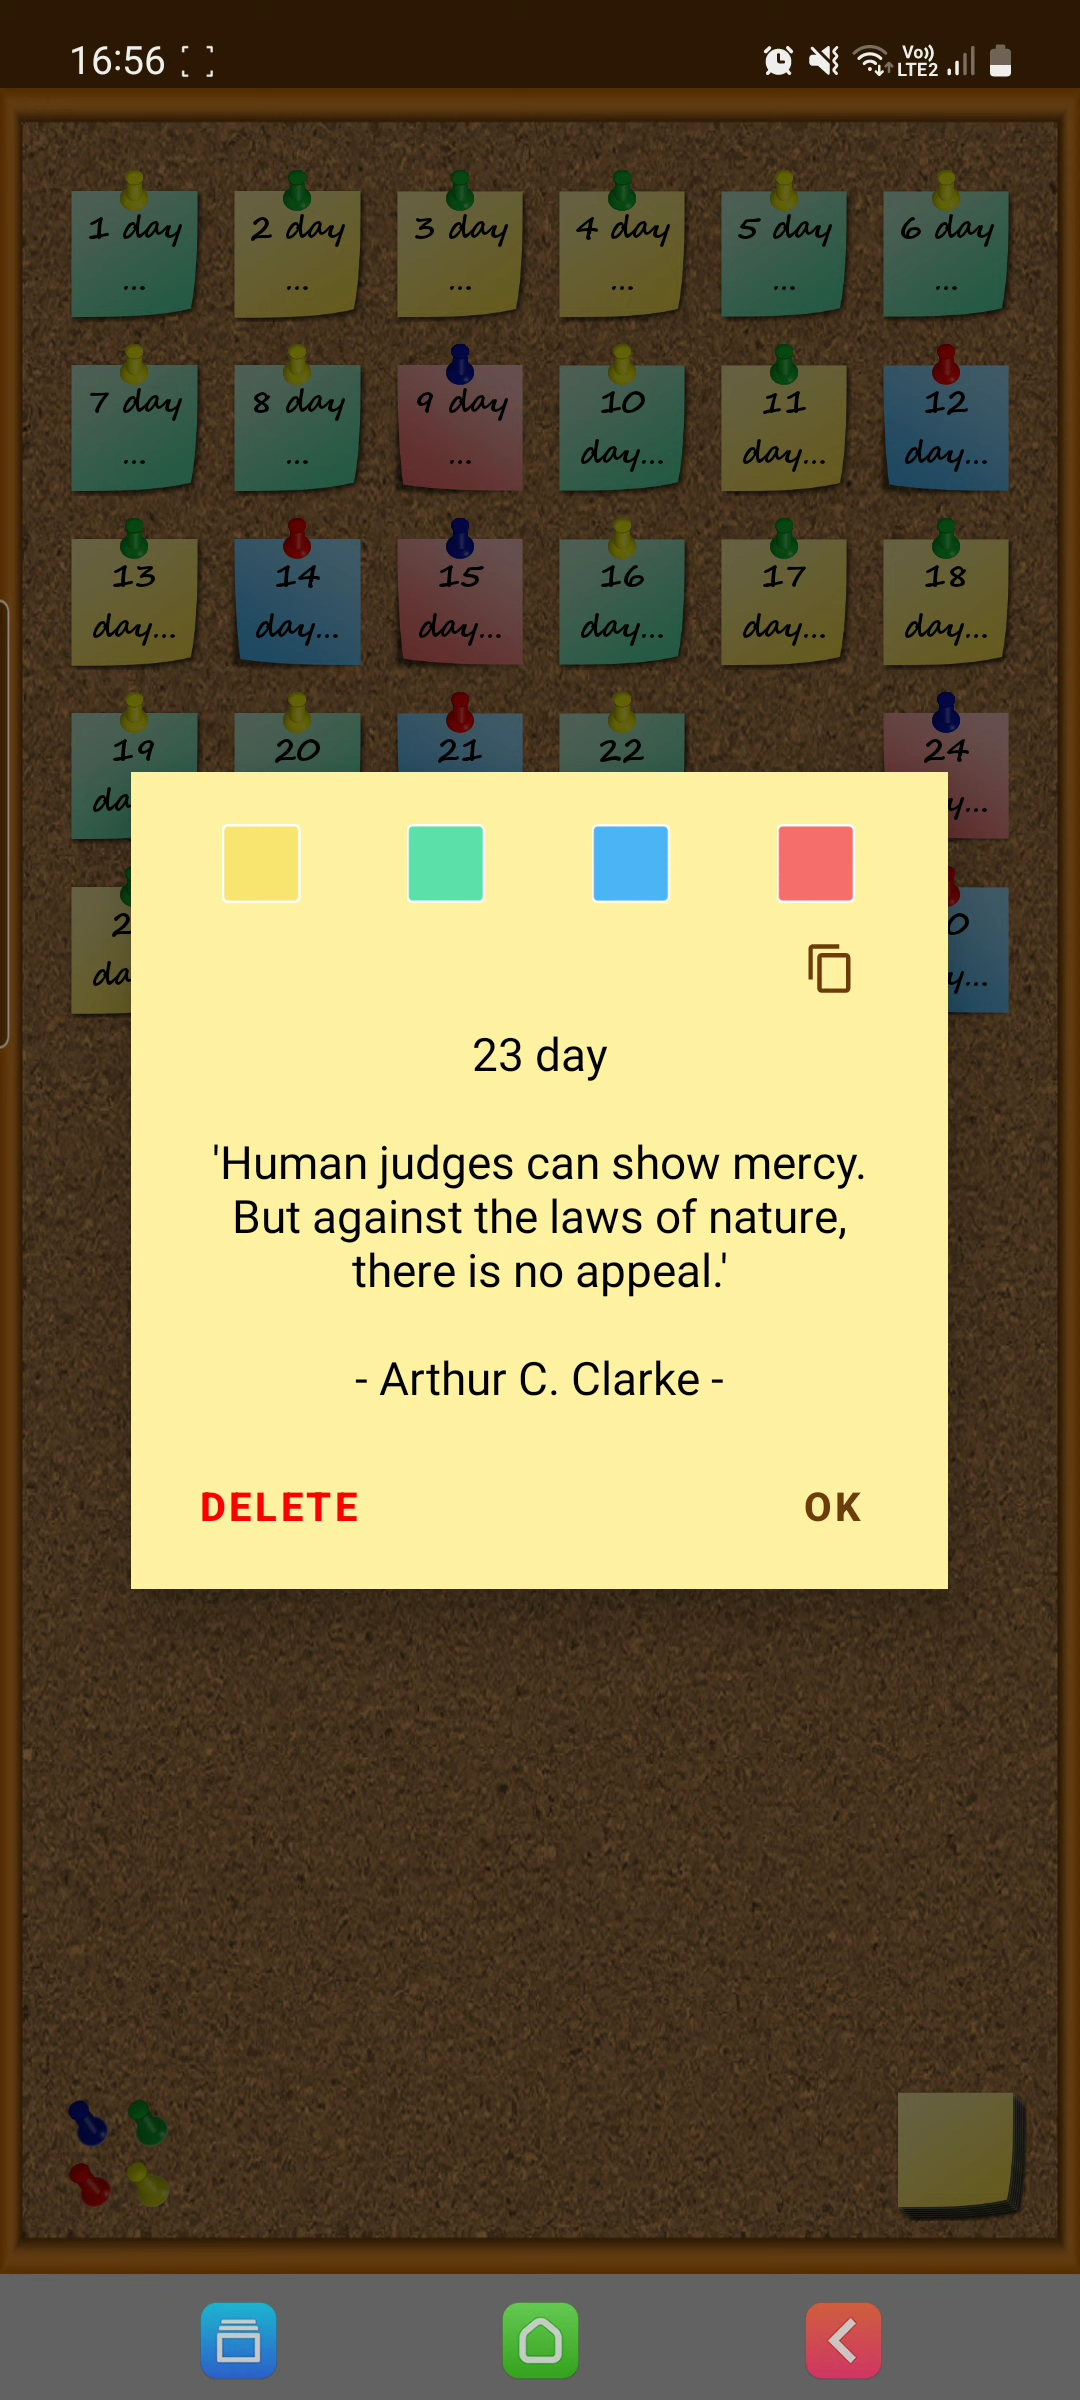 16:56
Vo))
LTE2
1 day
...
2 day
...
3 day
...
4 day
...
5 day
...
6 day
...
7 day
...
8 day
...
9 day
...
10
day...
11
day...
12
day...
13
day...
14
day...
15
day...
16
day...
17
day...
18
day...
19
20
21
22
24
23 day
'Human judges can show mercy.
But against the laws of nature,
there is no appeal.'
- Arthur C. Clarke -
DELETE
OK